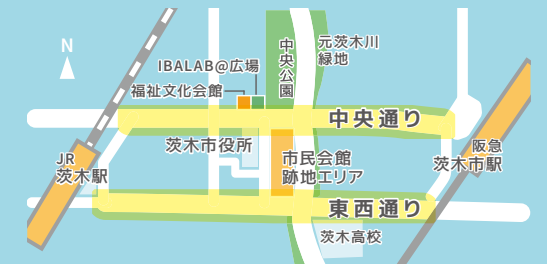 N
IBALAB@広場
福祉文化会館
中央公園
元茨木川
緑地
中央通り
茨木市役所
市民会館
跡地エリア
JR
茨木駅
阪急
茨木市駅
東西通り
茨木高校